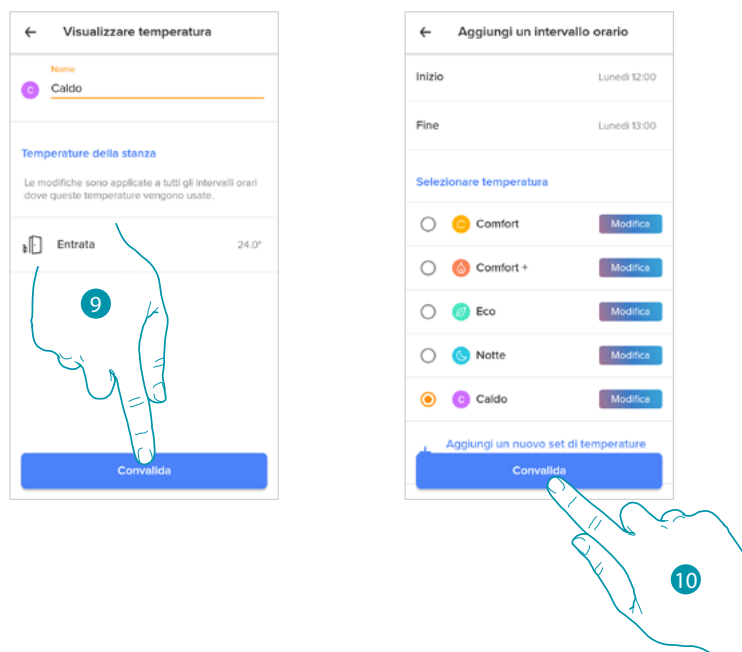 Visualizzare temperatura
Nome
C
Caldo
Temperature della stanza
Le modifiche sono applicate a tutti gli intervalli orari
dove queste temperature vengono usate.
Entrata 24.0°
9
Convalida
Aggiungi un intervallo orario
Inizio Lunedì 12:00
Fine Lunedì 13:00
Selezionare temperatura
Comfort Modifica
Comfort + Modifica
Eco Modifica
Notte Modifica
C Caldo Modifica
+ Aggiungi un nuovo set di temperature
Convalida
10